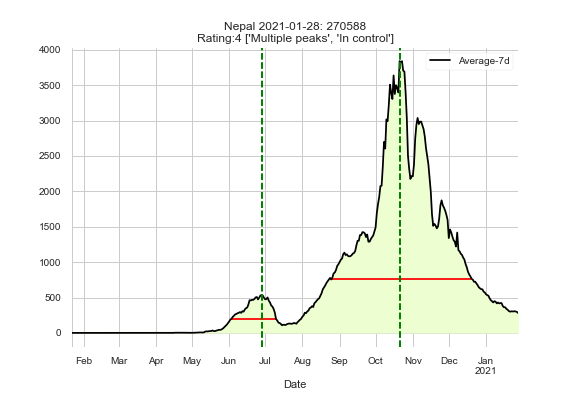 Nepal 2021-01-28: 270588
Rating:4 ['Multiple peaks', 'In control']
Average-7d
4000
3500
3000
2500
2000
1500
1000
500
0
Feb Mar Apr May Jun Jul Aug Sep Oct Nov Dec Jan
2021
Date